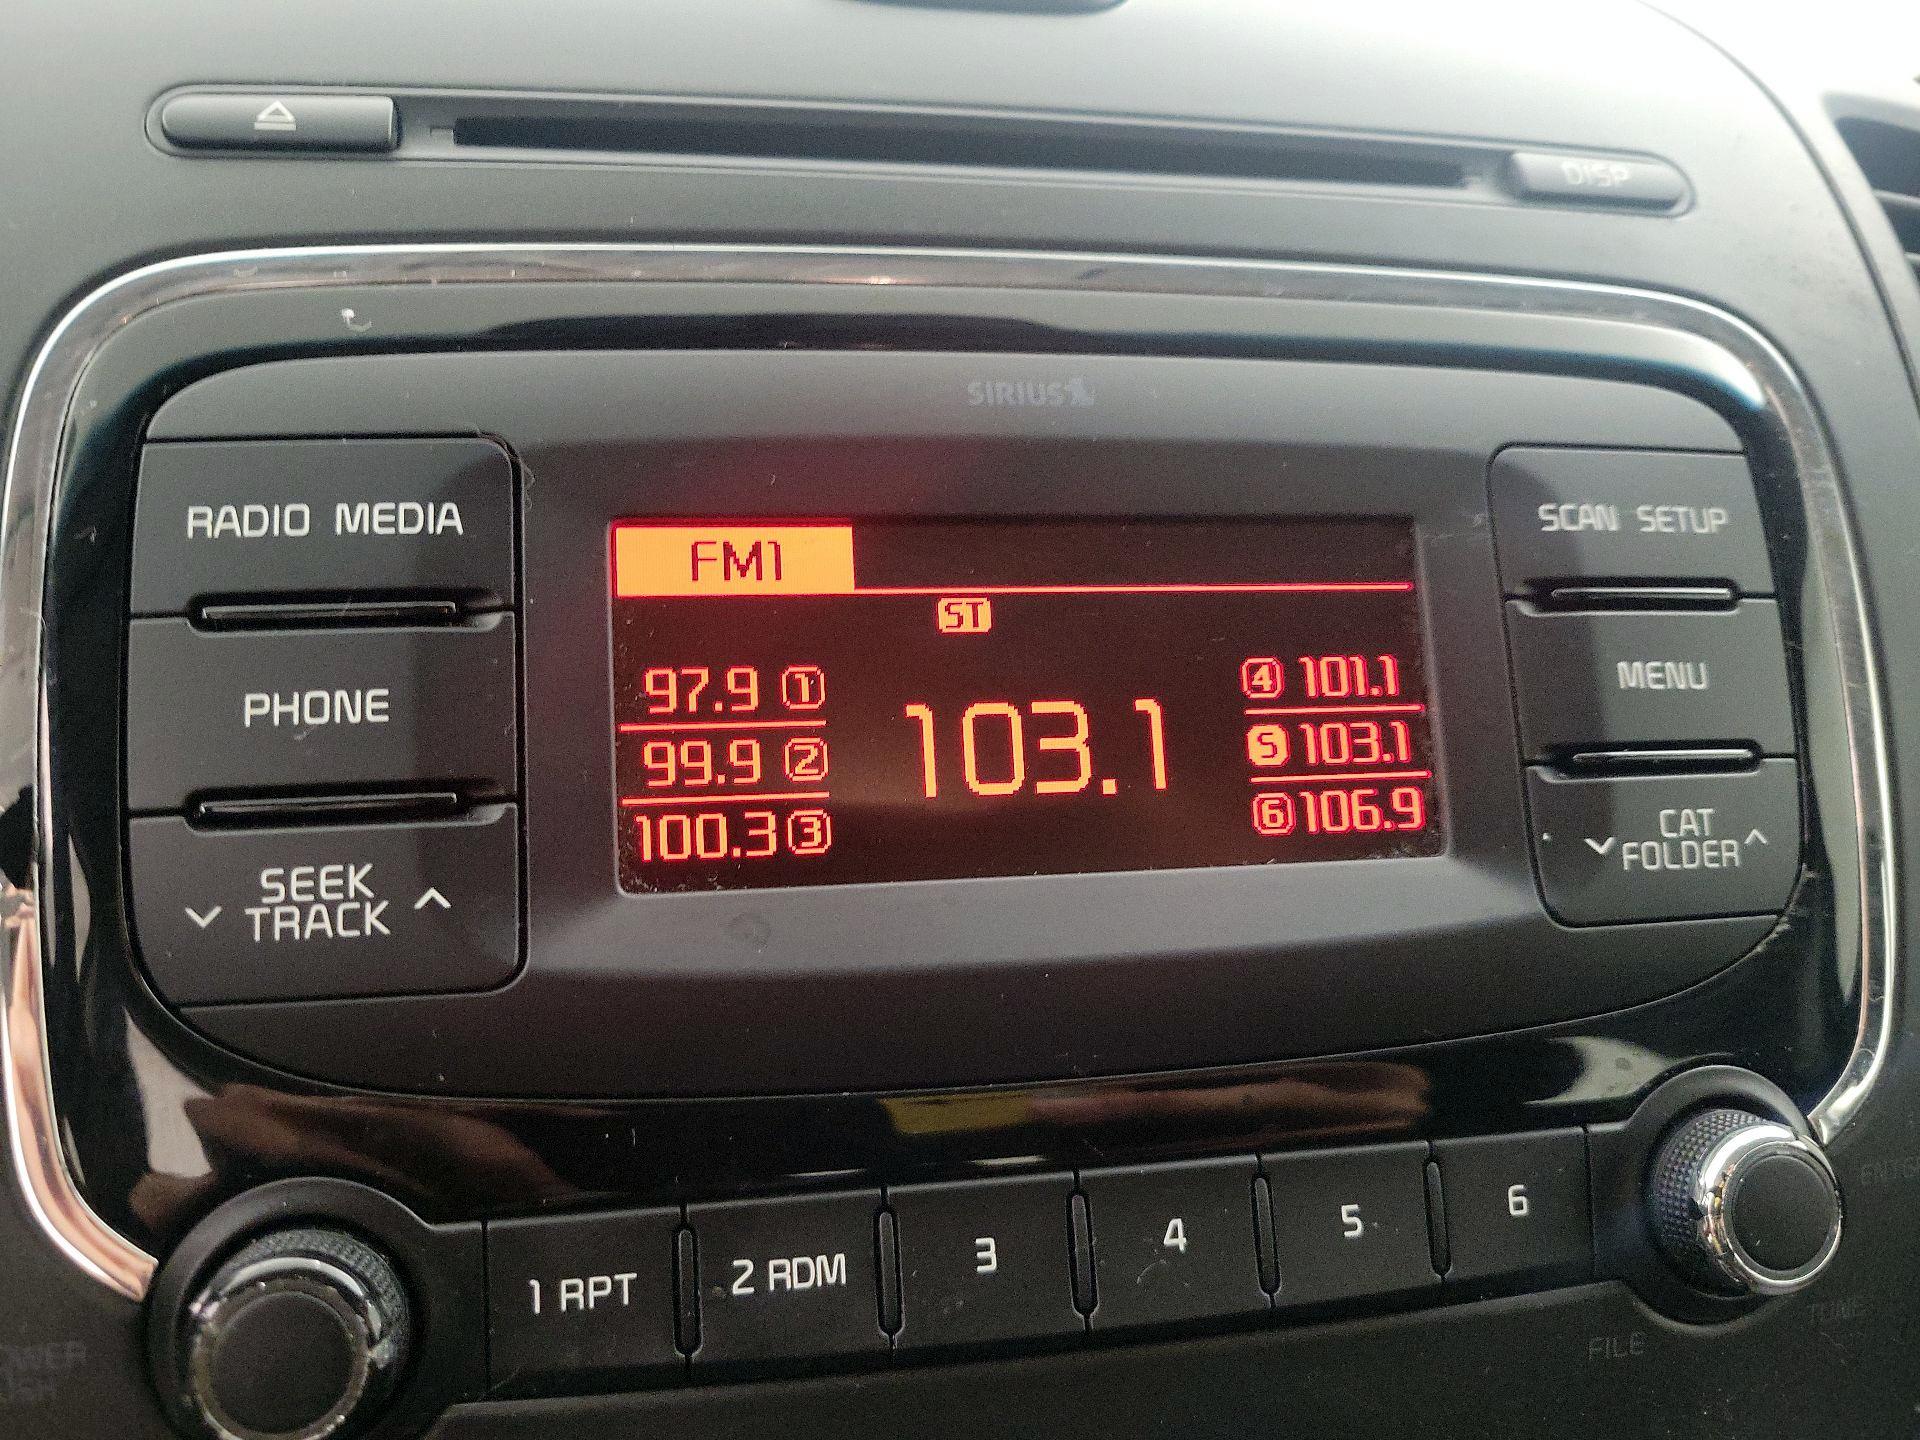 DISP
SIRIUS
RADIO MEDIA
SCAN SETUP
FM1
ST
PHONE
MENU
97.9 1
99.9 2
100.3 3
103.1
4 101.1
5 103.1
6 106.9
SEEK
TRACK
CAT
FOLDER
1 RPT
2 RDM
3
4
5
6
TUNE
FILE